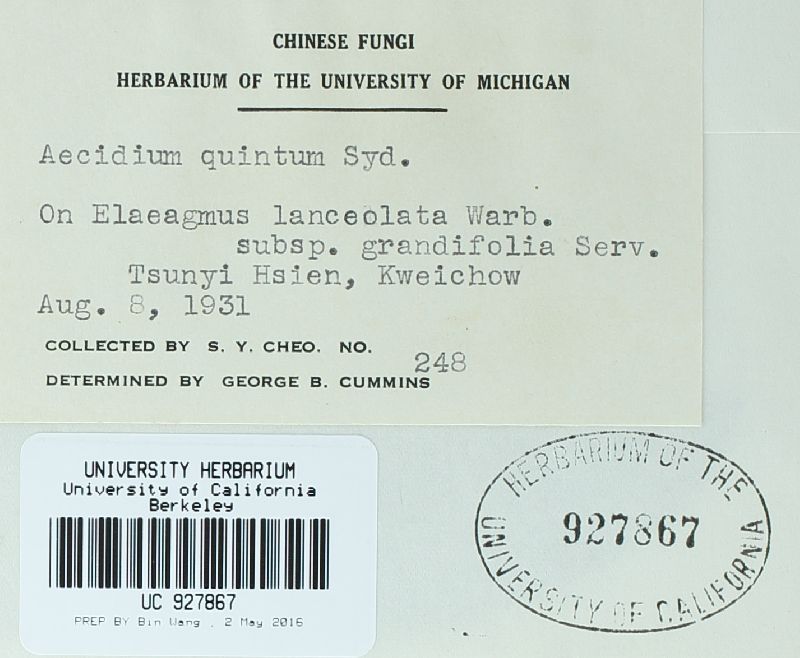 CHINESE FUNGI
HERBARIUM OF THE UNIVERSITY OF MICHIGAN
Aecidium quintum Syd.
On Elaeagmus lanceolata Warb.
subsp. grandifolia Serv.
Tsunyi Hsien, Kweichow
Aug. 8, 1931
COLLECTED BY S. Y. CHEO. NO. 248
DETERMINED BY GEORGE B. CUMMINS
UNIVERSITY HERBARIUM
University of California
Berkeley
UC 927867
PREP BY Bin Wang , 2 May 2016
HERBARIUM OF THE
927867
UNIVERSITY OF CALIFORNIA